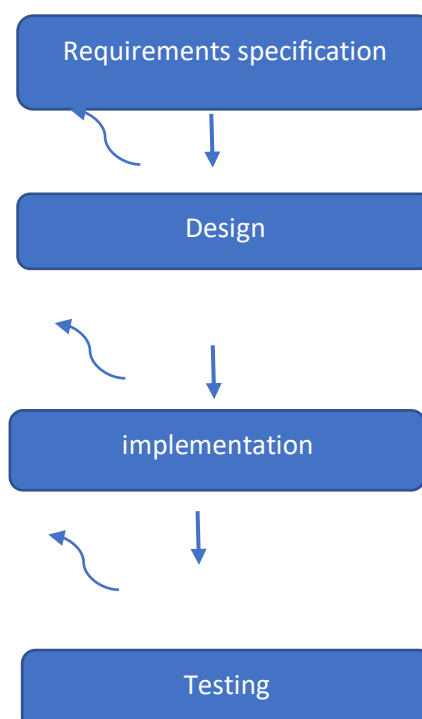 Requirements specification
Design
implementation
Testing